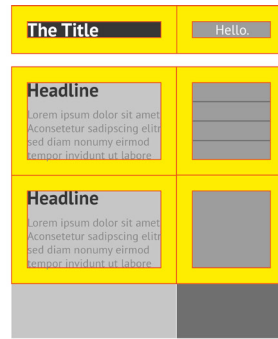 The Title
Hello.
Headline
Lorem ipsum dolor sit amet
Aconsetetur sadipscing elitr
sed diam nonumy eirmod
tempor invidunt ut labore
Headline
Lorem ipsum dolor sit amet
Aconsetetur sadipscing elitr
sed diam nonumy eirmod
tempor invidunt ut labore